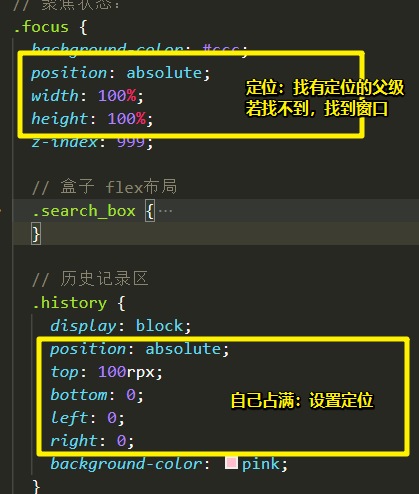 // 聚焦状态：
.focus {
background-color: #ccc;
position: absolute;
width: 100%;
height: 100%;
z-index: 999;
定位：找有定位的父级
若找不到，找到窗口
// 盒子 flex布局
.search_box {···
}
// 历史记录区
.history {
display: block;
position: absolute;
top: 100rpx;
bottom: 0;
left: 0;
right: 0;
自己占满：设置定位
background-color: pink;
}